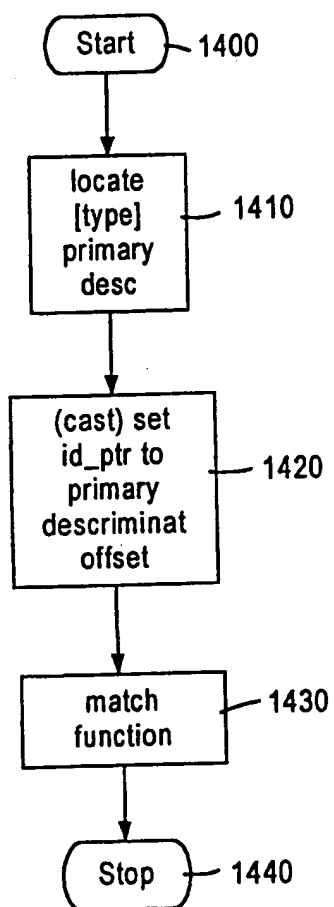 Start
1400
locate
[type]
primary
desc
1410
(cast) set
id_ptr to
primary
descriminat
offset
1420
match
function
1430
Stop
1440